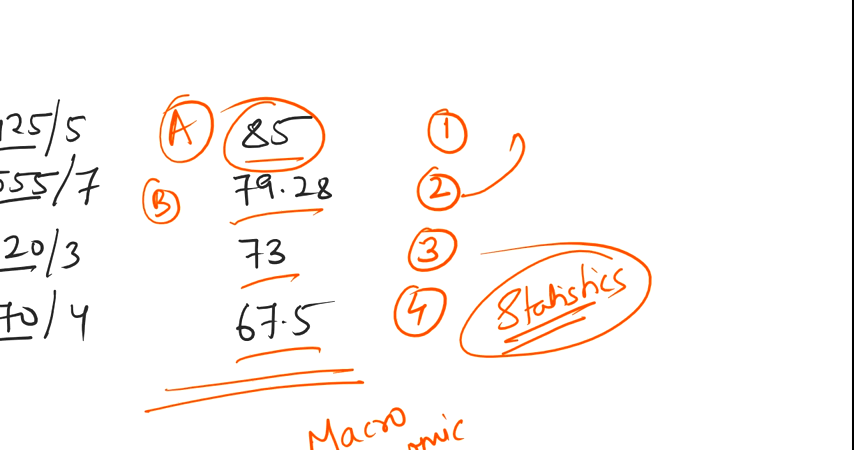 125/5 A 85 1
555/7 B 79.28 2
20/3 73 3
70/4 67.5 4
Statistics
Macro
omic